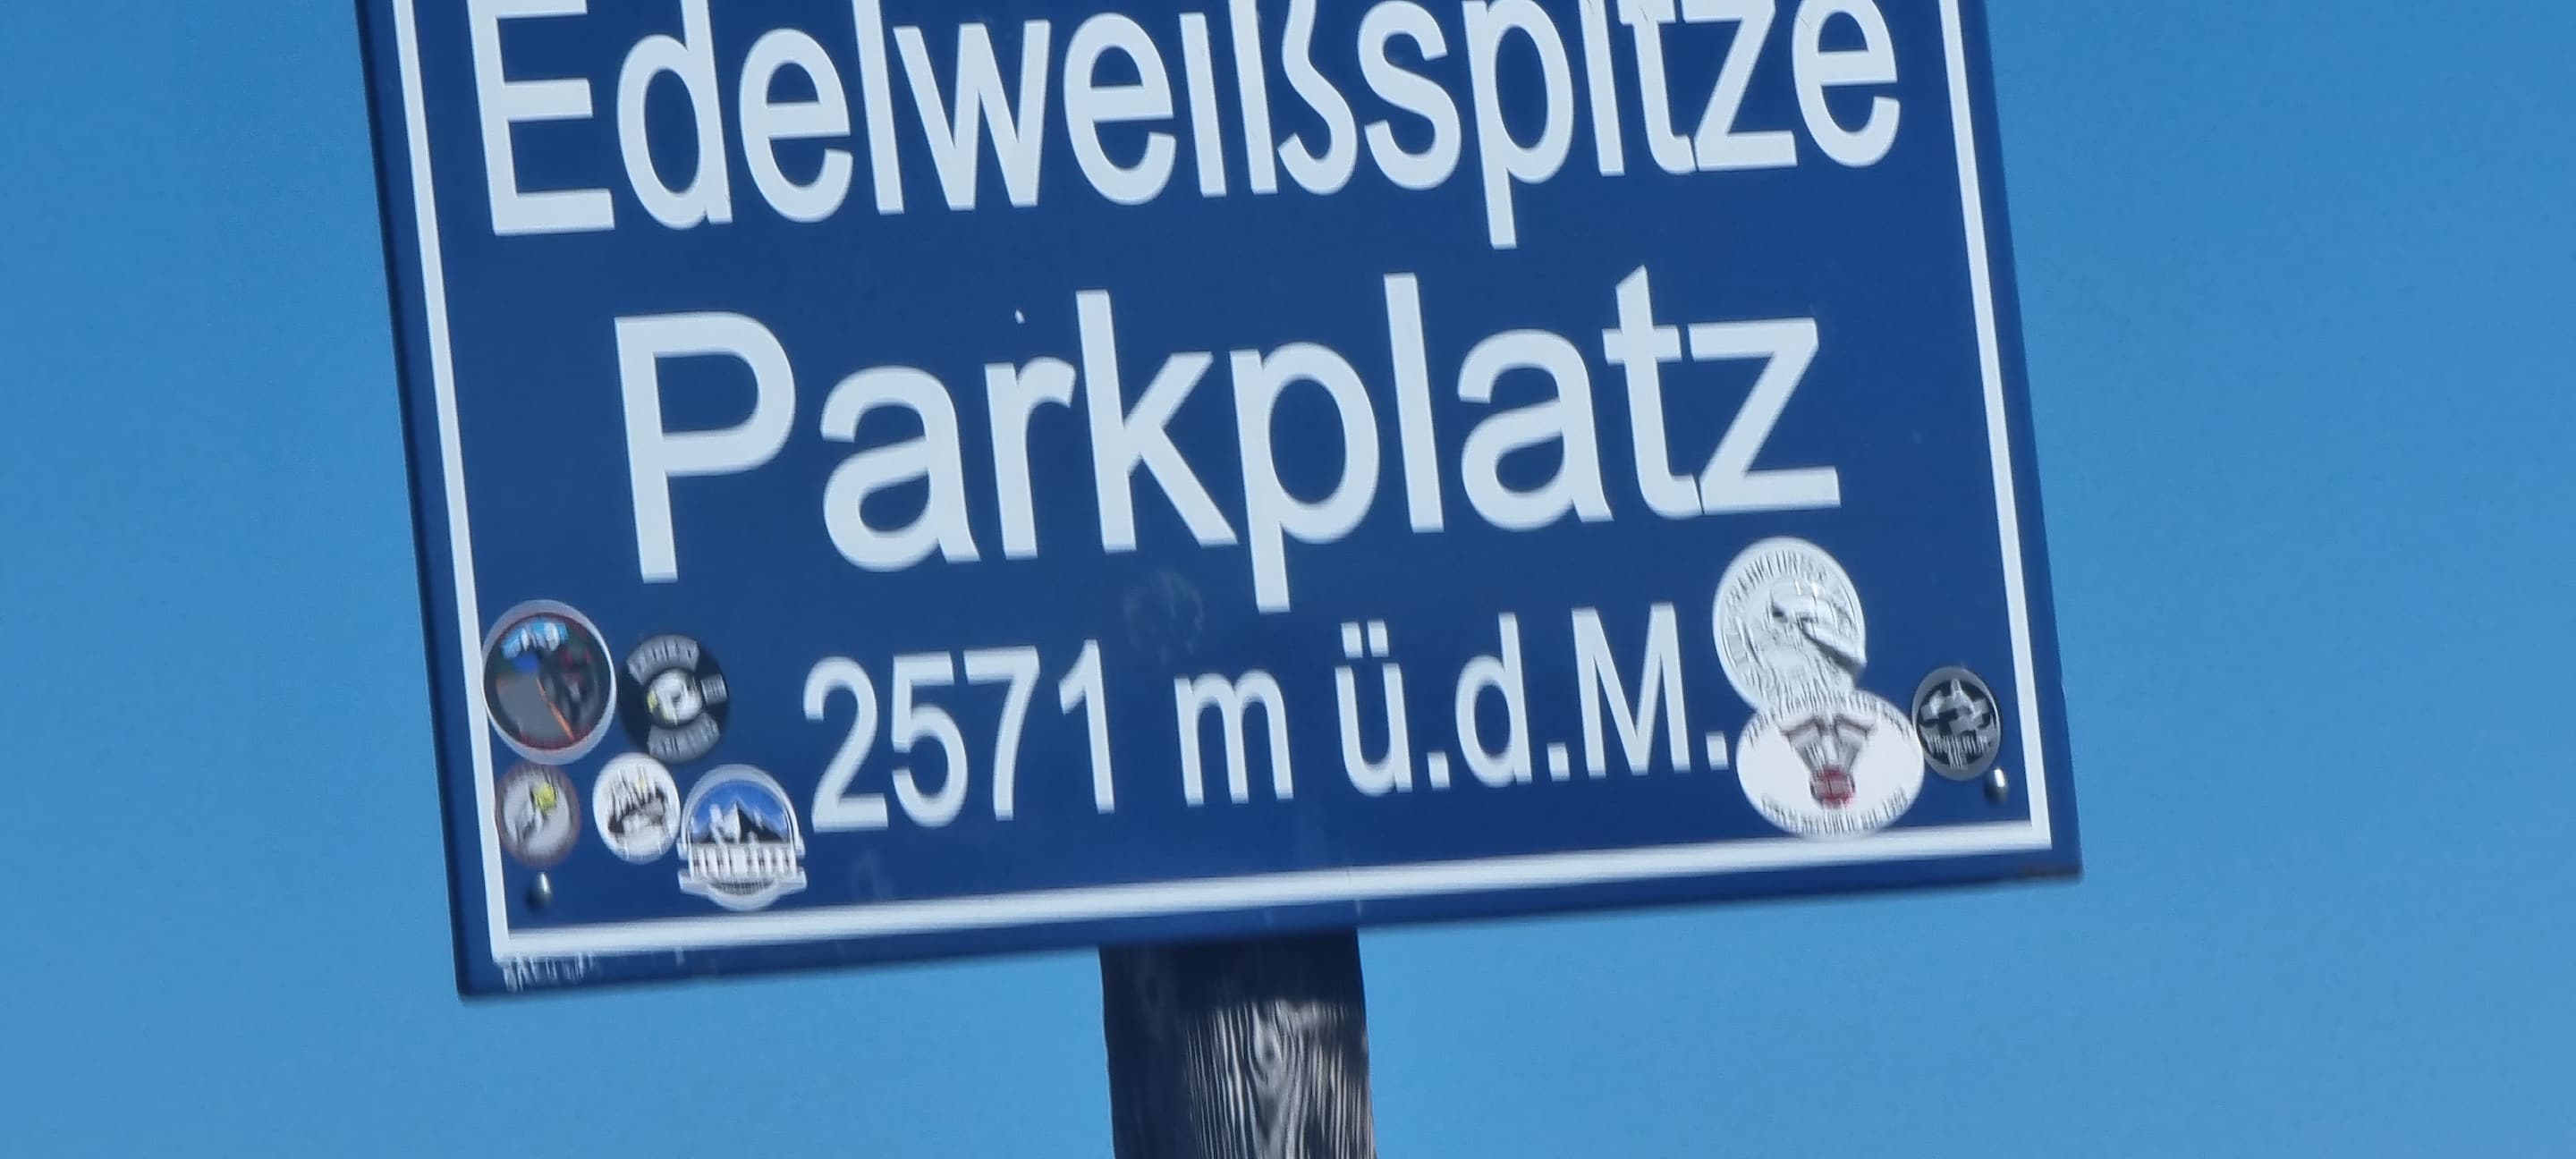 Edelweißspitze
Parkplatz
2571 m ü.d.M.